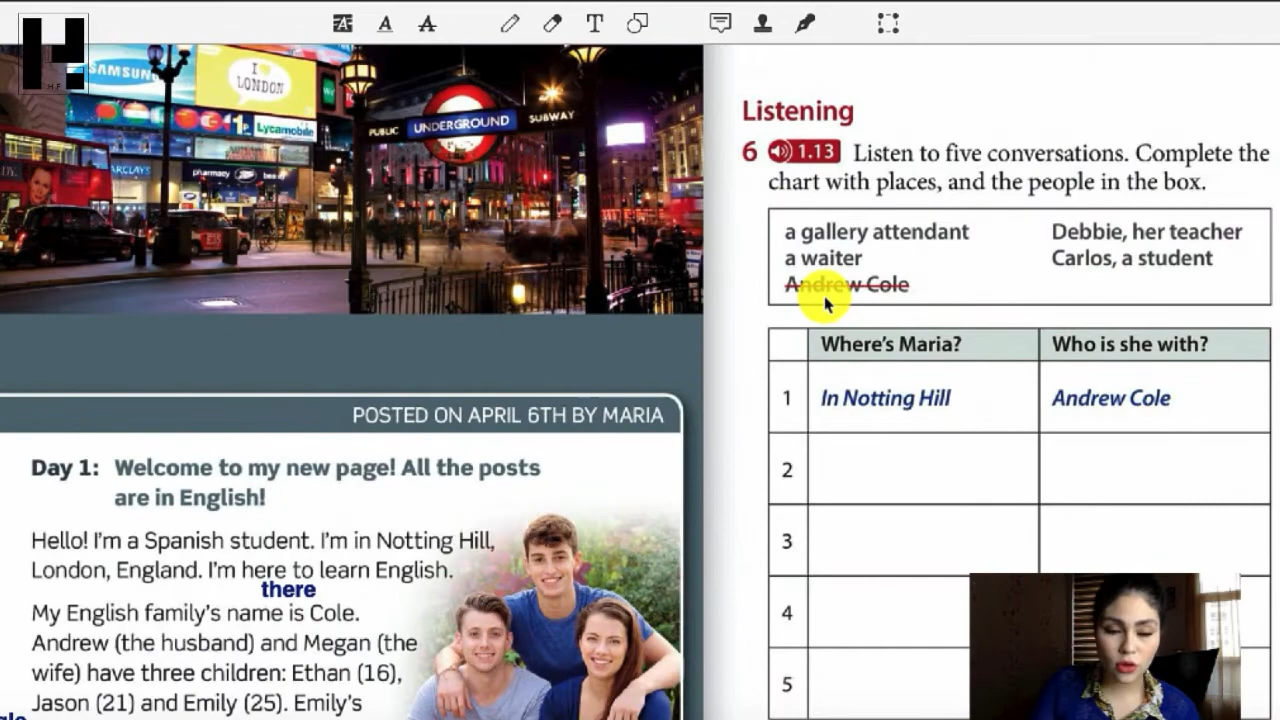 HF
SAMSUNG
I
LONDON
Lycamobile
PUBLIC UNDERGROUND SUBWAY
BARCLAYS
pharmacy
Listening
6 1.13 Listen to five conversations. Complete the
chart with places, and the people in the box.
a gallery attendant Debbie, her teacher
a waiter Carlos, a student
Andrew Cole
Where's Maria? Who is she with?
1 In Notting Hill Andrew Cole
2
3
4
5
POSTED ON APRIL 6TH BY MARIA
Day 1: Welcome to my new page! All the posts
are in English!
Hello! I'm a Spanish student. I'm in Notting Hill,
London, England. I'm here to learn English.
there
My English family's name is Cole.
Andrew (the husband) and Megan (the
wife) have three children: Ethan (16),
Jason (21) and Emily (25). Emily's